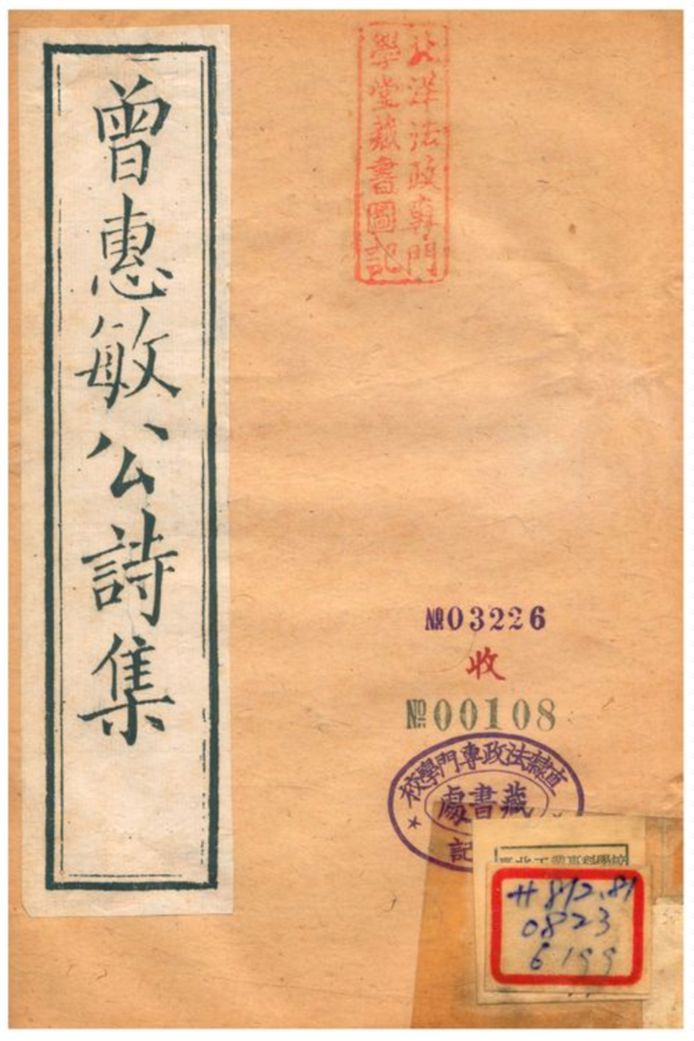 曾惠敏公詩集
北洋法政專門
學堂藏書圖記
№03226
收
№00108
直隸法政專門學校
藏書處
記
#812.81
0823
6199